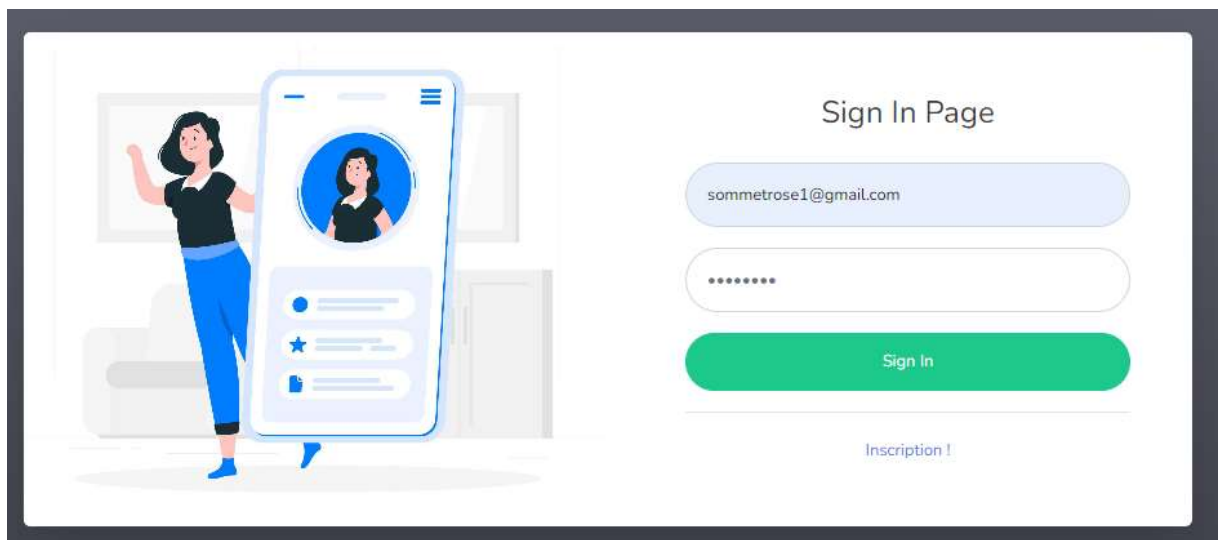 Sign In Page
sommetrose1@gmail.com
••••••••
Sign In
Inscription !